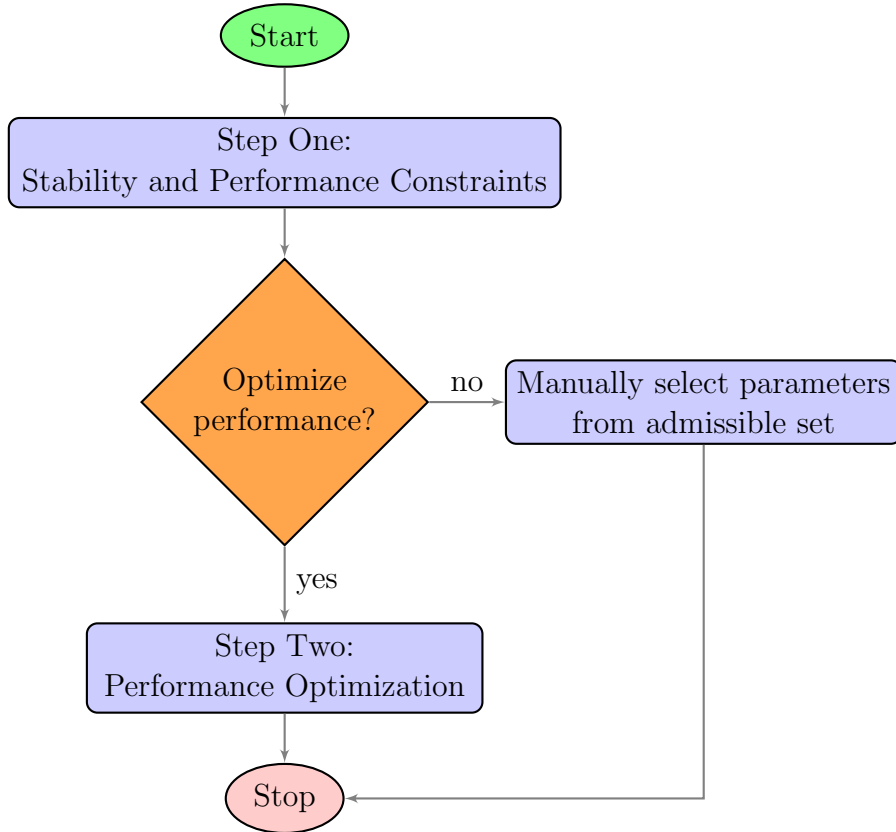 Start
Step One:
Stability and Performance Constraints
Optimize
performance?
no
Manually select parameters
from admissible set
yes
Step Two:
Performance Optimization
Stop